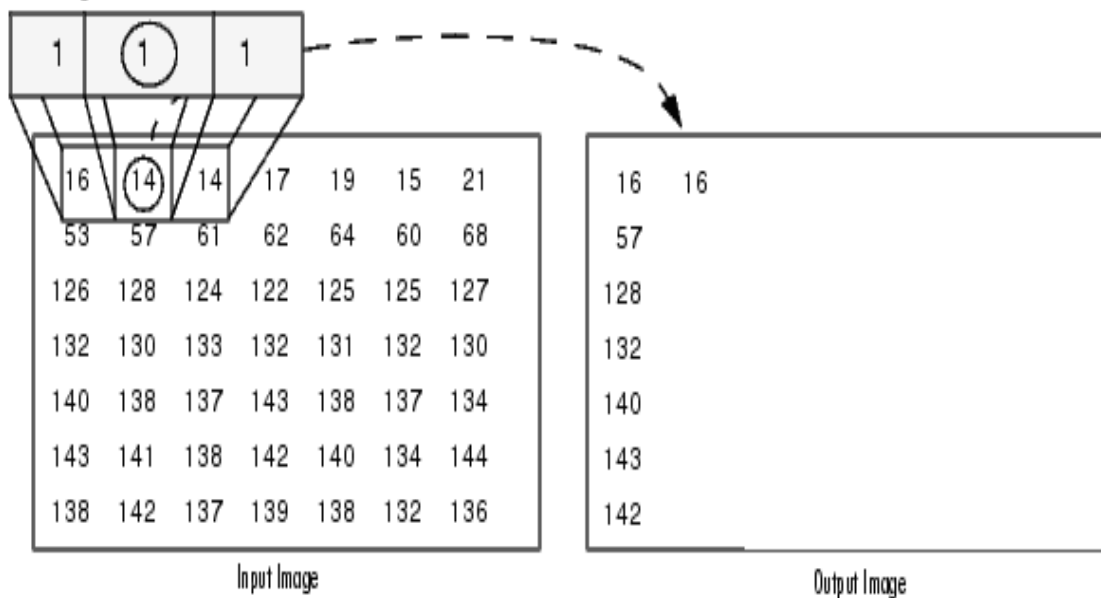 1 1 1
16 14 14 17 19 15 21
53 57 61 62 64 60 68
126 128 124 122 125 125 127
132 130 133 132 131 132 130
140 138 137 143 138 137 134
143 141 138 142 140 134 144
138 142 137 139 138 132 136
Input Image
16 16
57
128
132
140
143
142
Output Image